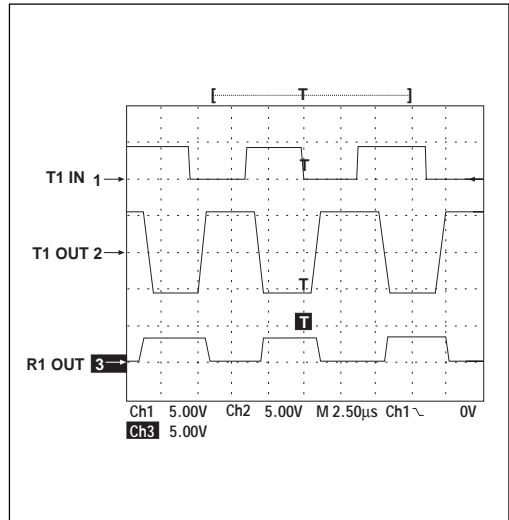 [ T ]
T
T1 IN 1
T1 OUT 2
T
T
R1 OUT 3
Ch1 5.00V Ch2 5.00V M 2.50µs Ch1 0V
Ch3 5.00V